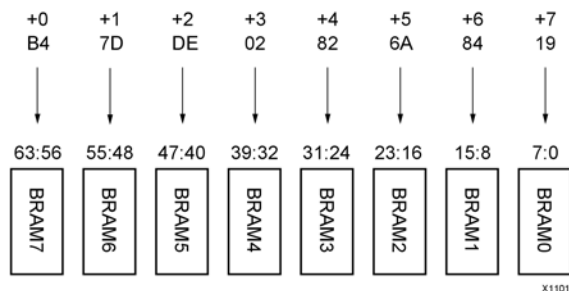 +0 +1 +2 +3 +4 +5 +6 +7
B4 7D DE 02 82 6A 84 19
63:56 55:48 47:40 39:32 31:24 23:16 15:8 7:0
BRAM7 BRAM6 BRAM5 BRAM4 BRAM3 BRAM2 BRAM1 BRAM0